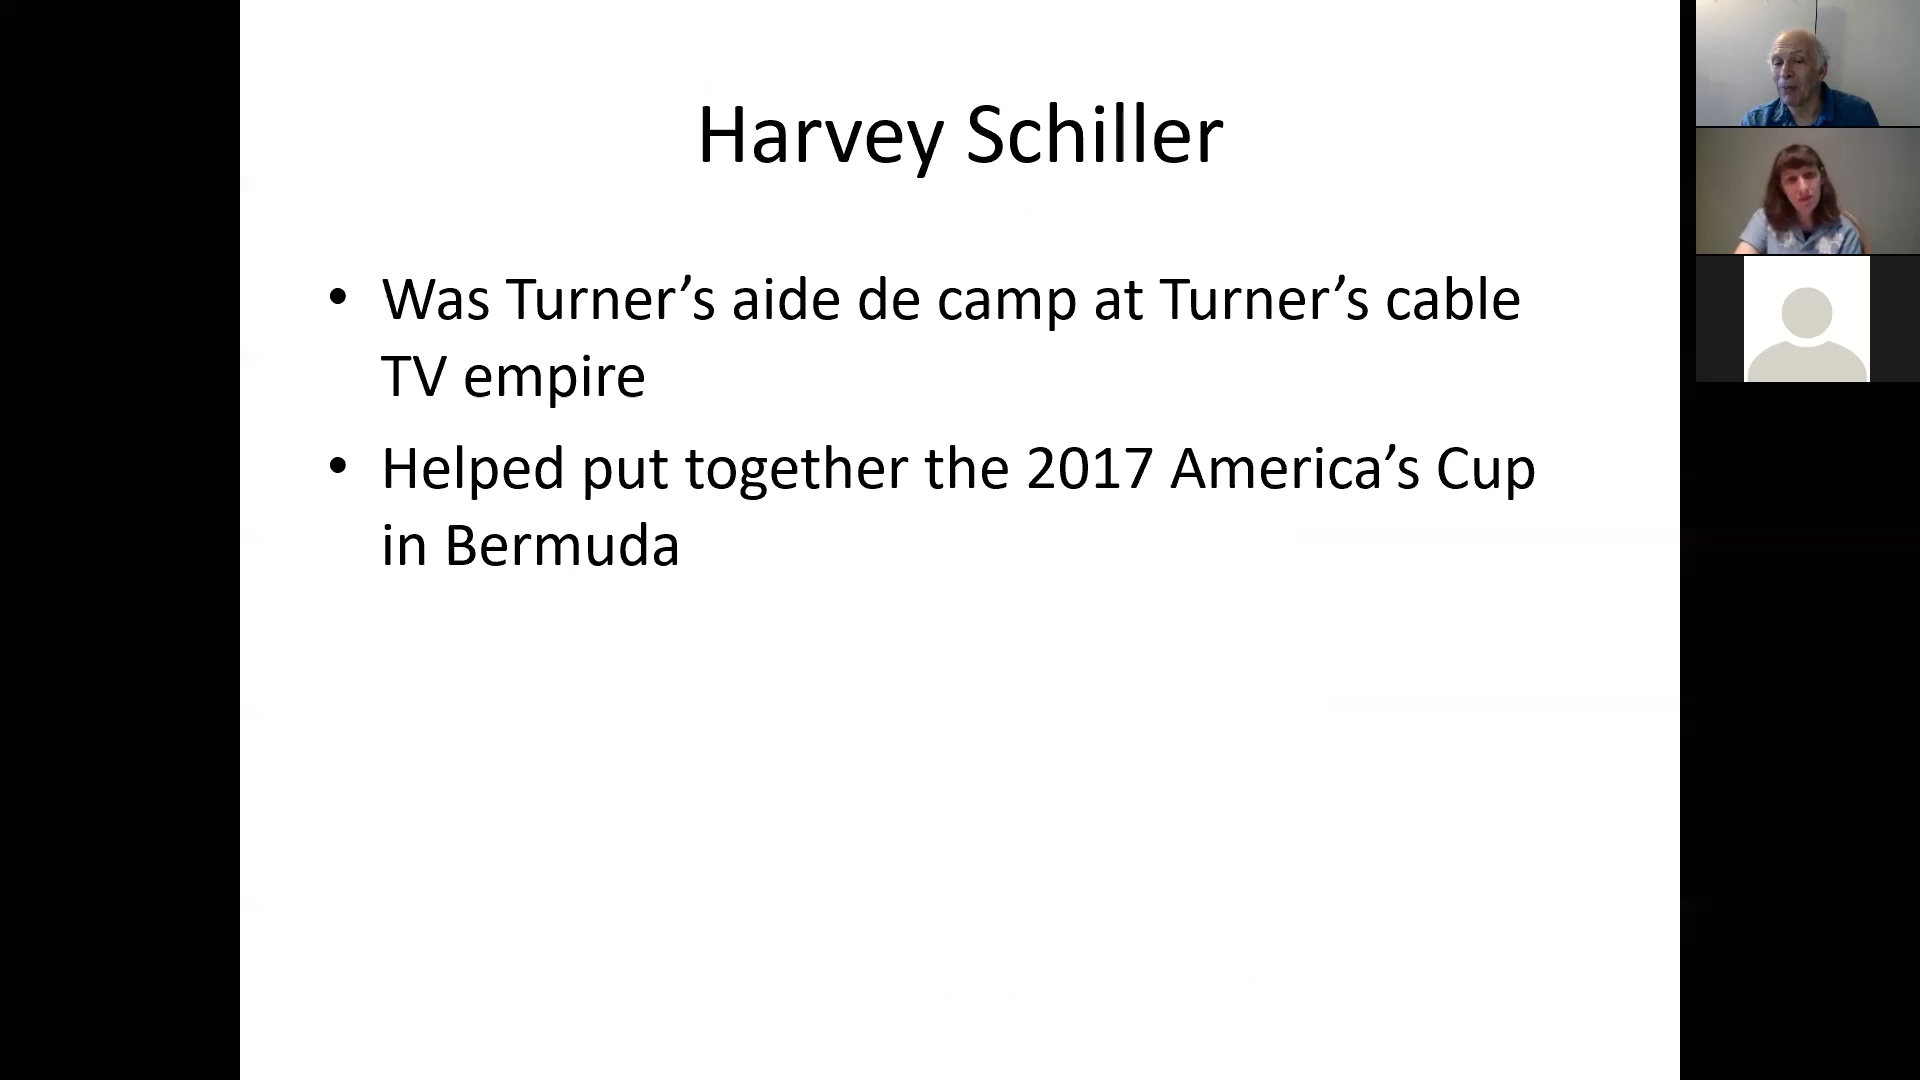 Harvey Schiller
• Was Turner’s aide de camp at Turner’s cable
TV empire
• Helped put together the 2017 America’s Cup
in Bermuda